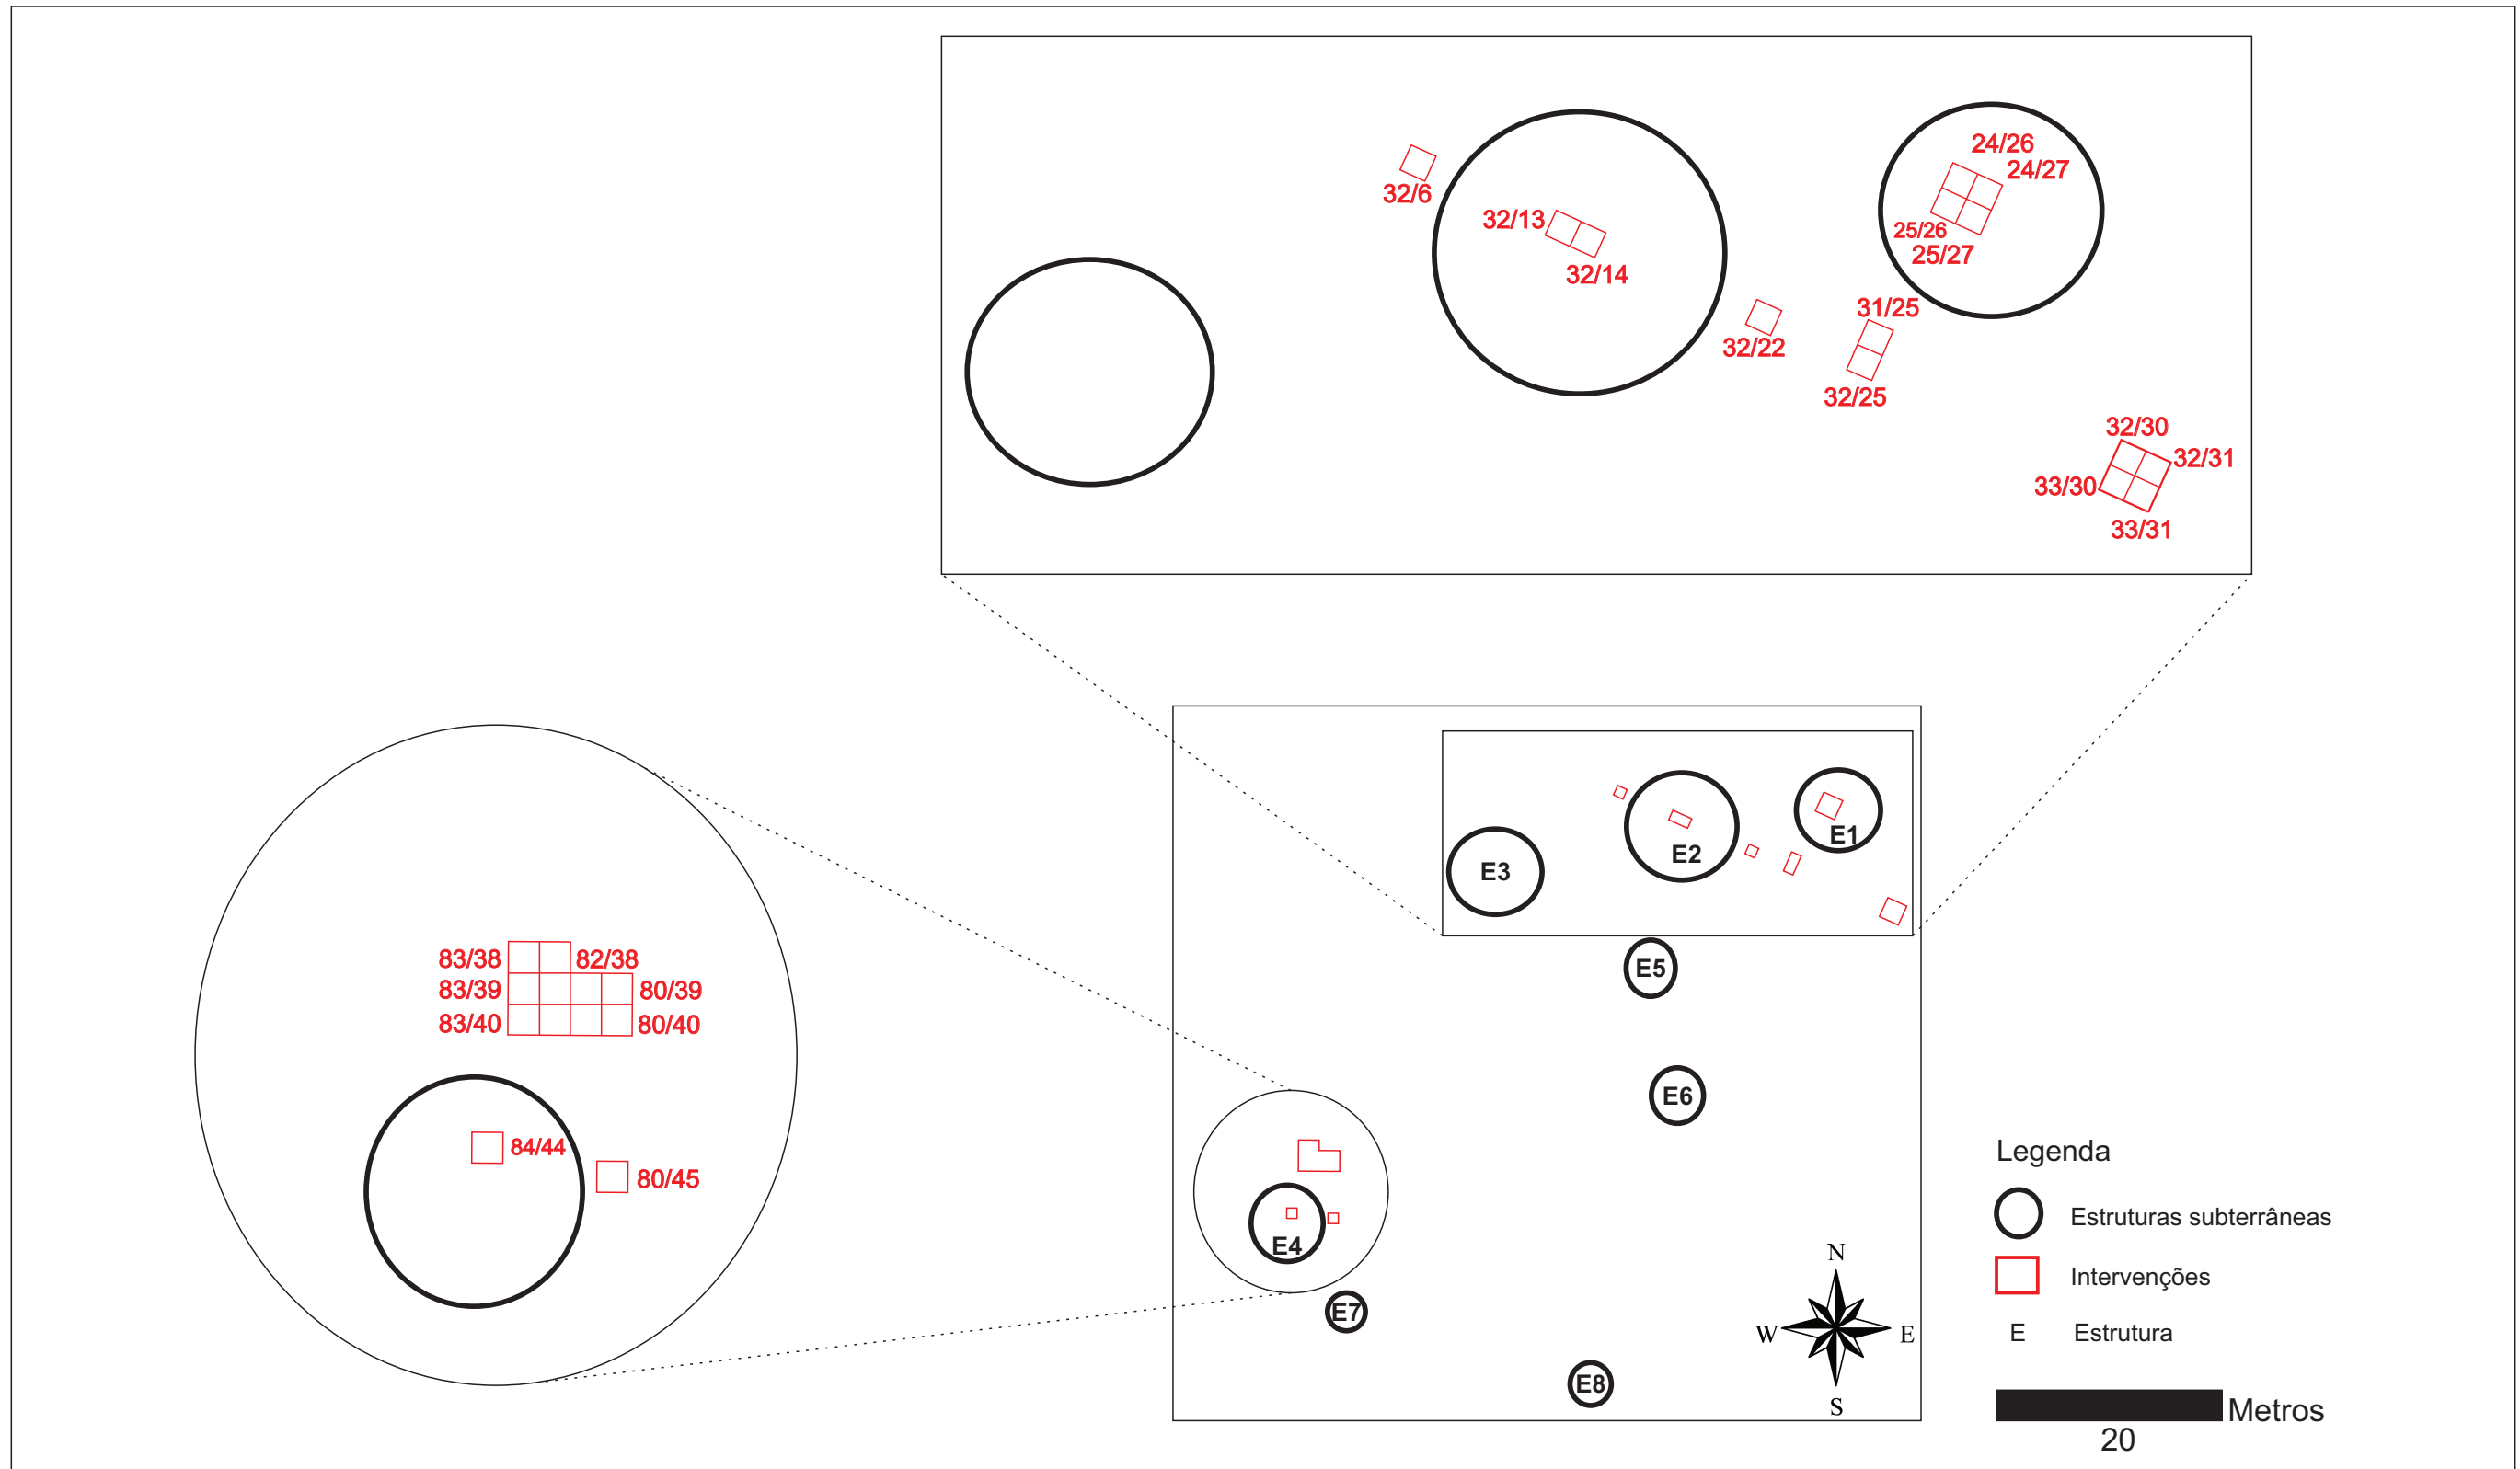 24/26
24/27
32/6
32/13
25/26
25/27
32/14
31/25
32/22
32/25
32/30
32/31
33/30
33/31
E1
E2
E3
83/38
82/38
83/39
80/39
83/40
80/40
E5
E6
84/44
80/45
E4
E7
E8
N
W
E
S
Legenda
Estruturas subterrâneas
Intervenções
E Estrutura
Metros
20